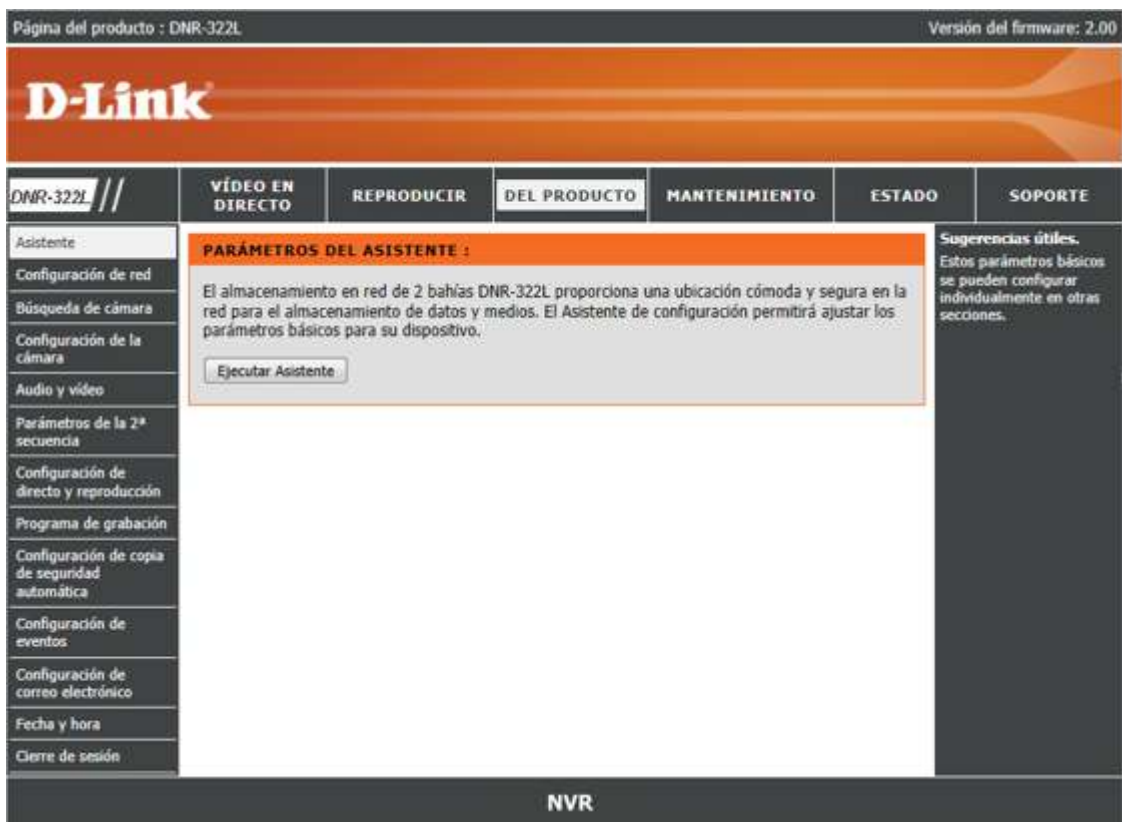 Página del producto : DNR-322L
Versión del firmware: 2.00
D-Link
DNR-322L
VÍDEO EN
DIRECTO
REPRODUCIR
DEL PRODUCTO
MANTENIMIENTO
ESTADO
SOPORTE
Asistente
Configuración de red
Búsqueda de cámara
Configuración de la
cámara
Audio y vídeo
Parámetros de la 2ª
secuencia
Configuración de
directo y reproducción
Programa de grabación
Configuración de copia
de seguridad
automática
Configuración de
eventos
Configuración de
correo electrónico
Fecha y hora
Cierre de sesión
PARÁMETROS DEL ASISTENTE :
El almacenamiento en red de 2 bahías DNR-322L proporciona una ubicación cómoda y segura en la
red para el almacenamiento de datos y medios. El Asistente de configuración permitirá ajustar los
parámetros básicos para su dispositivo.
Ejecutar Asistente
Sugerencias útiles.
Estos parámetros básicos
se pueden configurar
individualmente en otras
secciones.
NVR